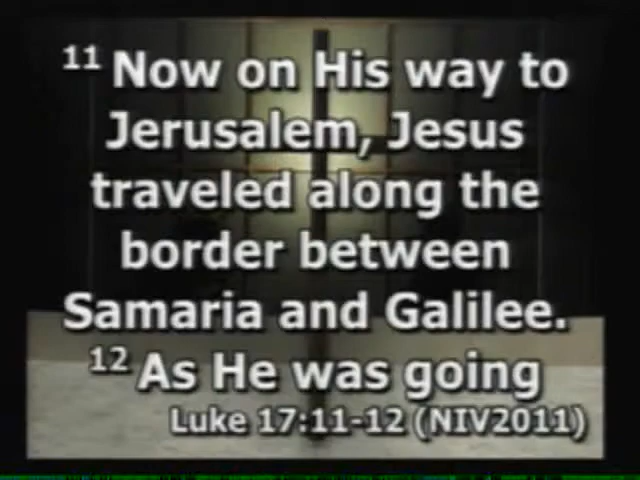 11 Now on His way to
Jerusalem, Jesus
traveled along the
border between
Samaria and Galilee.
12 As He was going
Luke 17:11-12 (NIV2011)